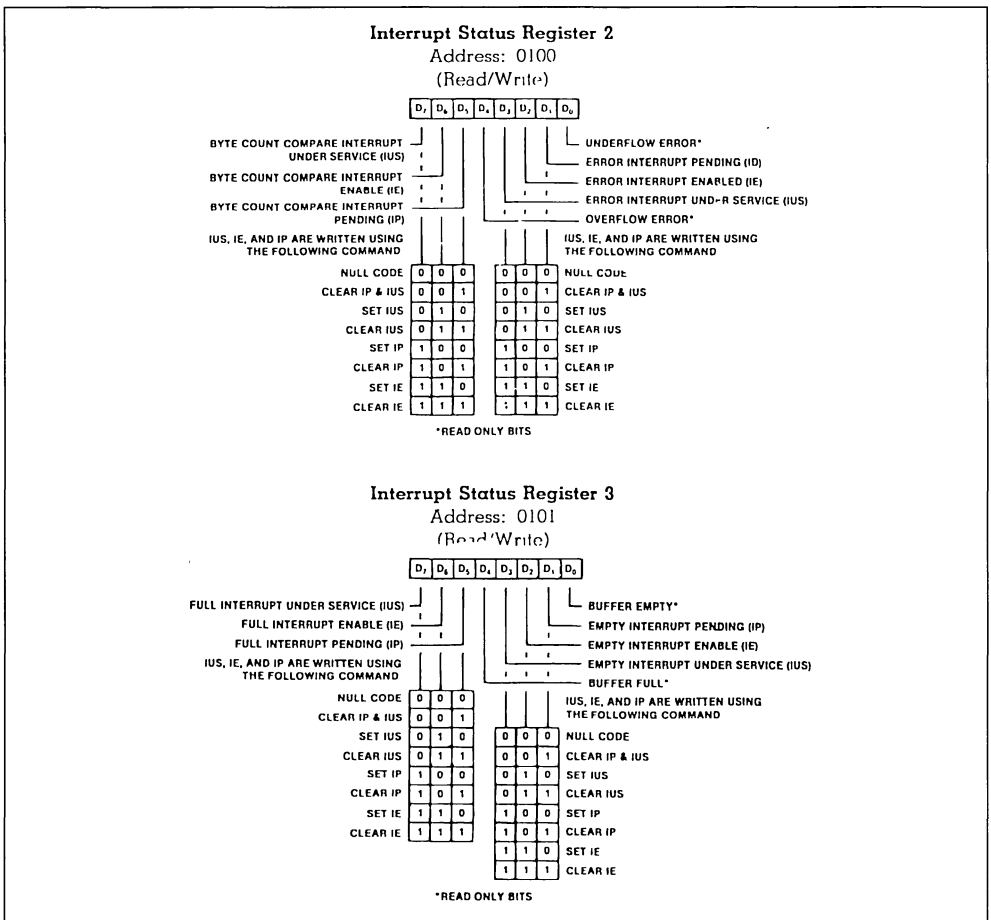 Interrupt Status Register 2
Address: 0100
(Read/Write)
D7 D6 D5 D4 D3 D2 D1 D0
BYTE COUNT COMPARE INTERRUPT
UNDER SERVICE (IUS)
BYTE COUNT COMPARE INTERRUPT
ENABLE (IE)
BYTE COUNT COMPARE INTERRUPT
PENDING (IP)
IUS, IE, AND IP ARE WRITTEN USING
THE FOLLOWING COMMAND
NULL CODE 0 0 0
CLEAR IP & IUS 0 0 1
SET IUS 0 1 0
CLEAR IUS 0 1 1
SET IP 1 0 0
CLEAR IP 1 0 1
SET IE 1 1 0
CLEAR IE 1 1 1
UNDERFLOW ERROR*
ERROR INTERRUPT PENDING (ID)
ERROR INTERRUPT ENABLED (IE)
ERROR INTERRUPT UNDER SERVICE (IUS)
OVERFLOW ERROR*
IUS, IE, AND IP ARE WRITTEN USING
THE FOLLOWING COMMAND
0 0 0 NULL CODE
0 0 1 CLEAR IP & IUS
0 1 0 SET IUS
0 1 1 CLEAR IUS
1 0 0 SET IP
1 0 1 CLEAR IP
1 1 0 SET IE
1 1 CLEAR IE
*READ ONLY BITS
Interrupt Status Register 3
Address: 0101
(Read/Write)
D7 D6 D5 D4 D3 D2 D1 D0
FULL INTERRUPT UNDER SERVICE (IUS)
FULL INTERRUPT ENABLE (IE)
FULL INTERRUPT PENDING (IP)
IUS, IE, AND IP ARE WRITTEN USING
THE FOLLOWING COMMAND
NULL CODE 0 0 0
CLEAR IP & IUS 0 0 1
SET IUS 0 1 0
CLEAR IUS 0 1 1
SET IP 1 0 0
CLEAR IP 1 0 1
SET IE 1 1 0
CLEAR IE 1 1 1
BUFFER EMPTY*
EMPTY INTERRUPT PENDING (IP)
EMPTY INTERRUPT ENABLE (IE)
EMPTY INTERRUPT UNDER SERVICE (IUS)
BUFFER FULL*
IUS, IE, AND IP ARE WRITTEN USING
THE FOLLOWING COMMAND
0 0 0 NULL CODE
0 0 1 CLEAR IP & IUS
0 1 0 SET IUS
0 1 1 CLEAR IUS
1 0 0 SET IP
1 0 1 CLEAR IP
1 1 0 SET IE
1 1 1 CLEAR IE
*READ ONLY BITS